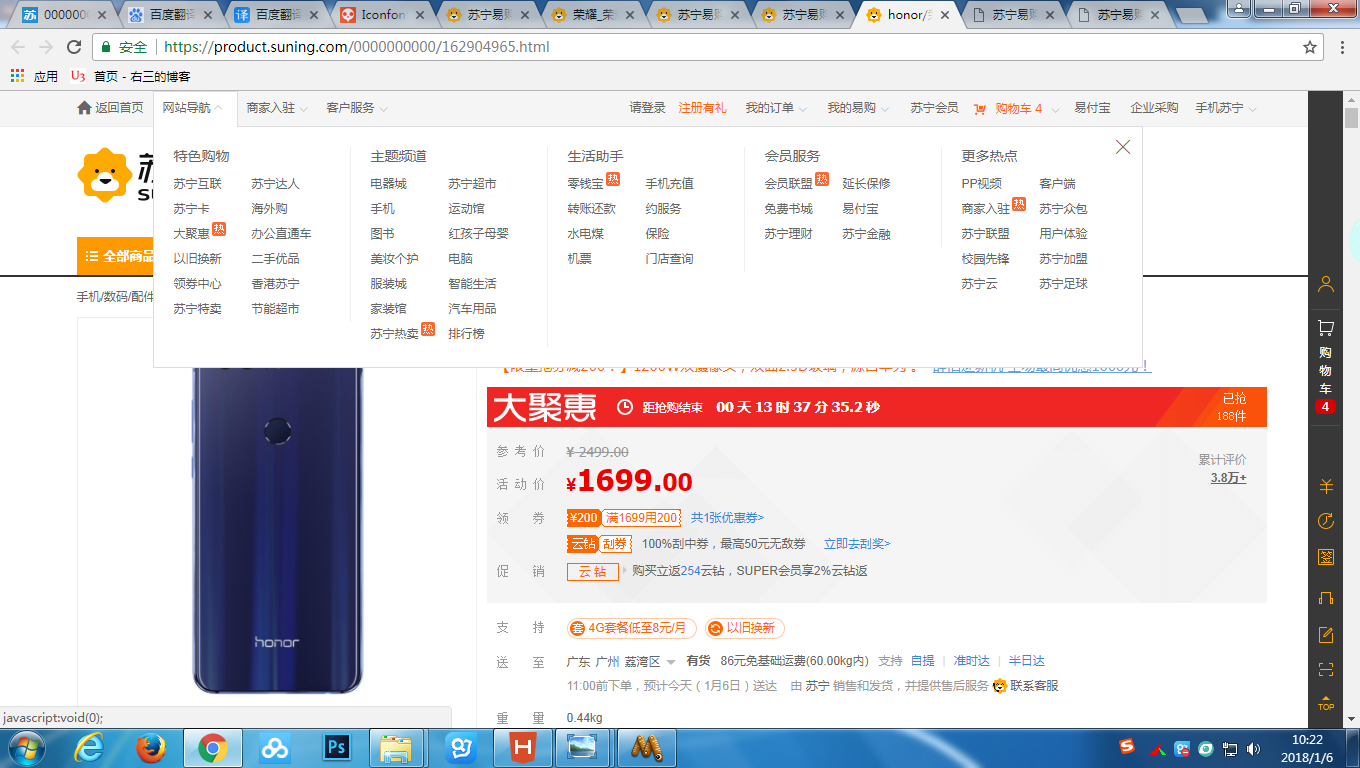 0000000
百度翻译
百度翻译
Iconfon
苏宁易购
荣耀_荣
苏宁易购
苏宁易购
honor/
苏宁易购
苏宁易购
安全 https://product.suning.com/0000000000/162904965.html
应用 U3 首页 - 右三的博客
返回首页 网站导航 商家入驻 客户服务 请登录 注册有礼 我的订单 我的易购 苏宁会员 购物车 4 易付宝 企业采购 手机苏宁
特色购物
苏宁互联 苏宁达人
苏宁卡 海外购
大聚惠 热 办公直通车
以旧换新 二手优品
领券中心 香港苏宁
苏宁特卖 节能超市
主题频道
电器城 苏宁超市
手机 运动馆
图书 红孩子母婴
美妆个护 电脑
服装城 智能生活
家装馆 汽车用品
苏宁热卖 热 排行榜
生活助手
零钱宝 热 手机充值
转账还款 约服务
水电煤 保险
机票 门店查询
会员服务
会员联盟 热 延长保修
免费书城 易付宝
苏宁理财 苏宁金融
更多热点
PP视频 客户端
商家入驻 热 苏宁众包
苏宁联盟 用户体验
校园先锋 苏宁加盟
苏宁云 苏宁足球
全部商品
手机/数码/配件
大聚惠 距抢购结束 00 天 13 时 37 分 35.2 秒 已抢
188件
参考价 ¥ 2499.00 累计评价
活动价 ¥1699.00 3.8万+
领券 ¥200 满1699用200 共1张优惠券>
云钻 刮券 100%刮中券，最高50元无敌券 立即去刮奖>
促销 云钻 购买立返254云钻，SUPER会员享2%云钻返
支持 套 4G套餐低至8元/月 以旧换新
送至 广东 广州 荔湾区 有货 86元免基础运费(60.00kg内) 支持 自提 | 准时达 | 半日达
11:00前下单，预计今天（1月6日）送达 由 苏宁 销售和发货，并提供售后服务 联系客服
重量 0.44kg
honor
购物车
4
签
TOP
javascript:void(0);
Ps
H
10:22
2018/1/6